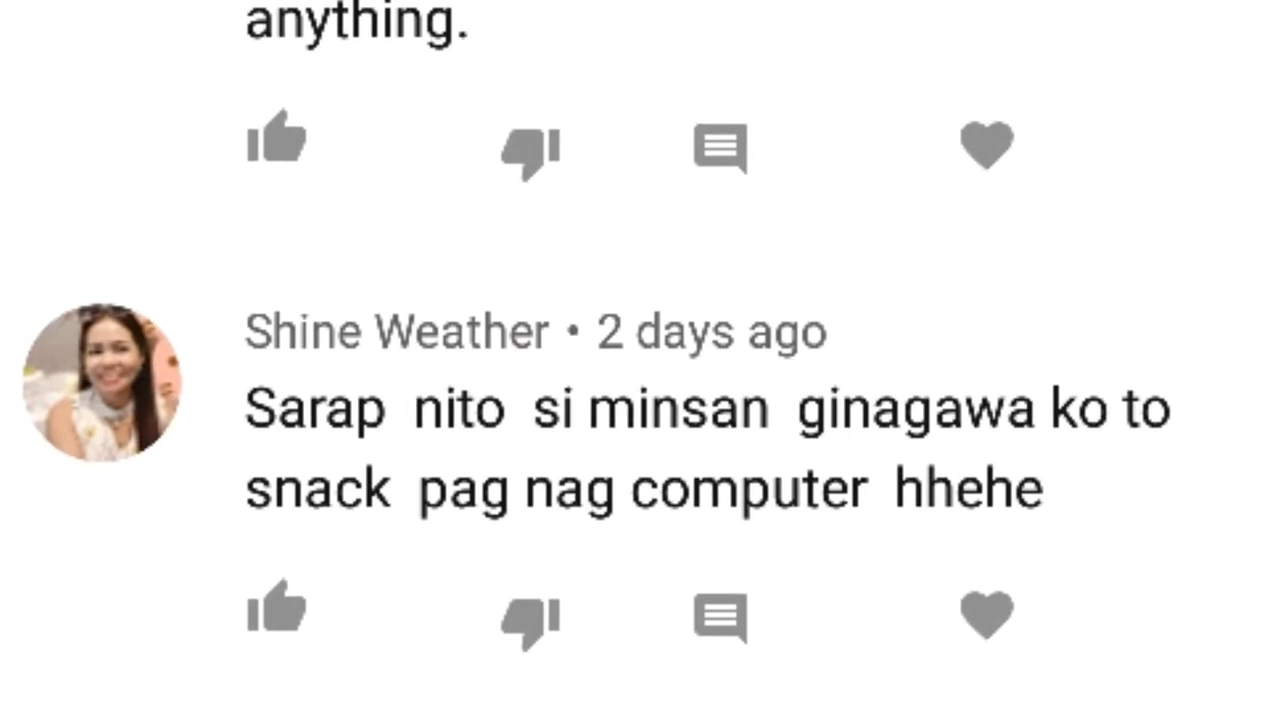 anything.
Shine Weather • 2 days ago
Sarap nito si minsan ginagawa ko to
snack pag nag computer hhehe